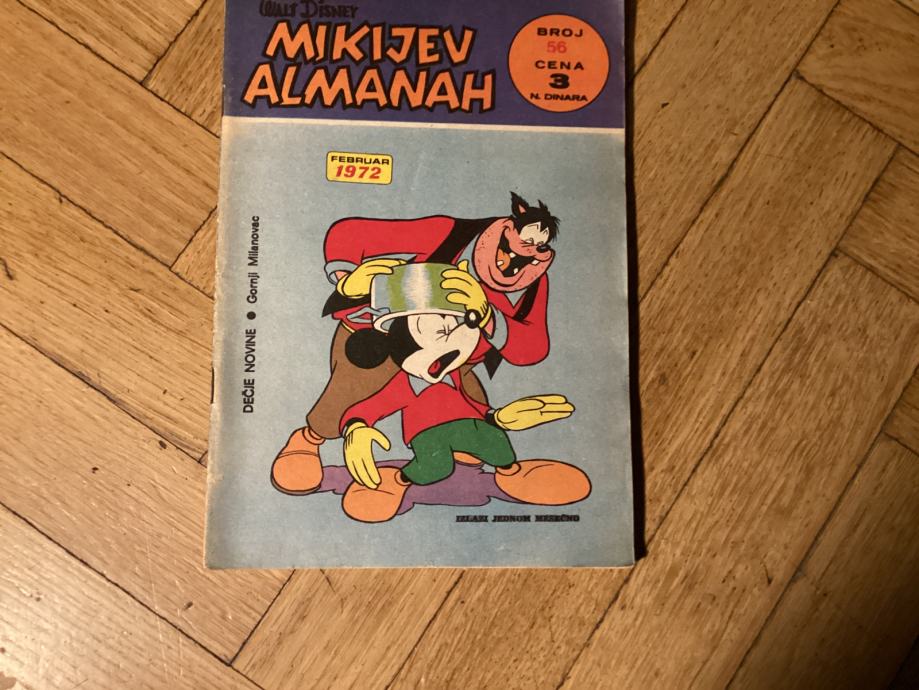 WALT DISNEY
MIKIJEV
ALMANAH
BROJ
56
CENA
3
N. DINARA
FEBRUAR
1972
DEČJE NOVINE ● Gornji Milanovac
IZLAZI JEDNOM MESEČNO